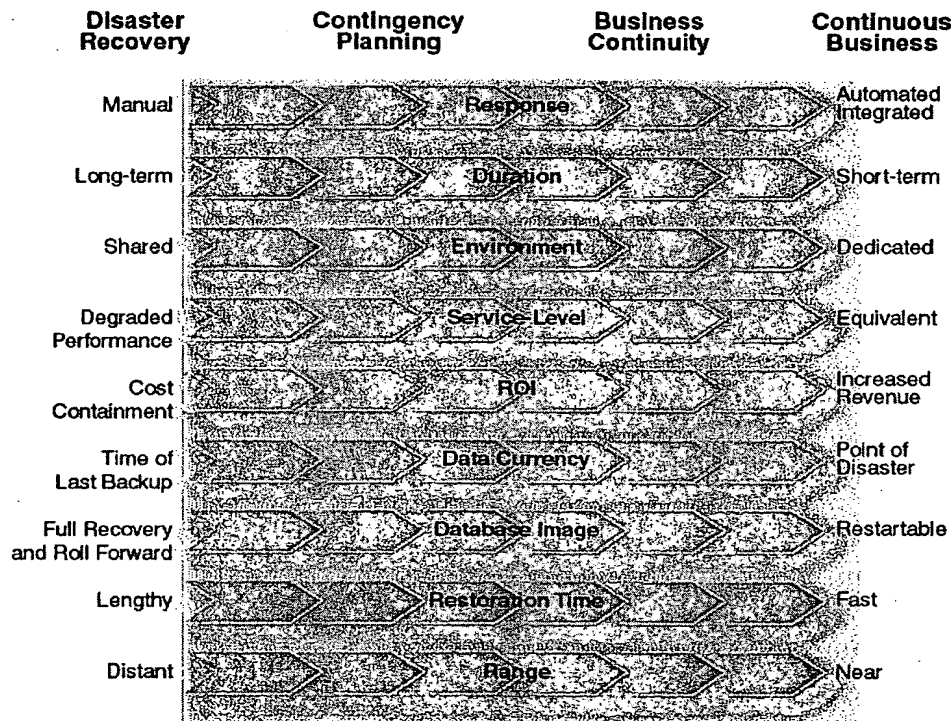 Disaster
Recovery
Contingency
Planning
Business
Continuity
Continuous
Business
Manual
Response
Automated
Integrated
Long-term
Duration
Short-term
Shared
Environment
Dedicated
Degraded
Performance
Service-Level
Equivalent
Cost
Containment
ROI
Increased
Revenue
Time of
Last Backup
Data Currency
Point of
Disaster
Full Recovery
and Roll Forward
Database Image
Restartable
Lengthy
Restoration Time
Fast
Distant
Range
Near